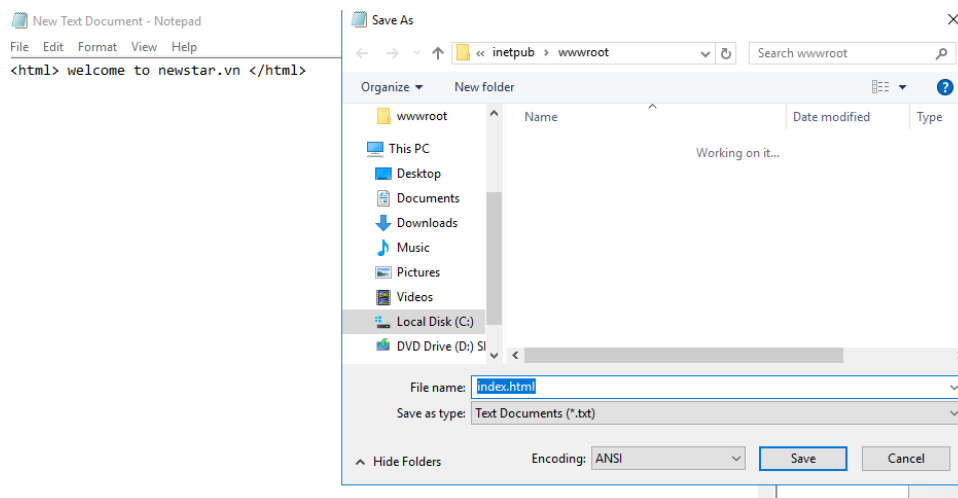 New Text Document - Notepad
File Edit Format View Help
<html> welcome to newstar.vn </html>
Save As
« inetpub > wwwroot
Search wwwroot
Organize
New folder
wwwroot
This PC
Desktop
Documents
Downloads
Music
Pictures
Videos
Local Disk (C:)
DVD Drive (D:)
Name
Date modified
Type
Working on it...
File name: index.html
Save as type: Text Documents (*.txt)
Hide Folders
Encoding: ANSI
Save
Cancel